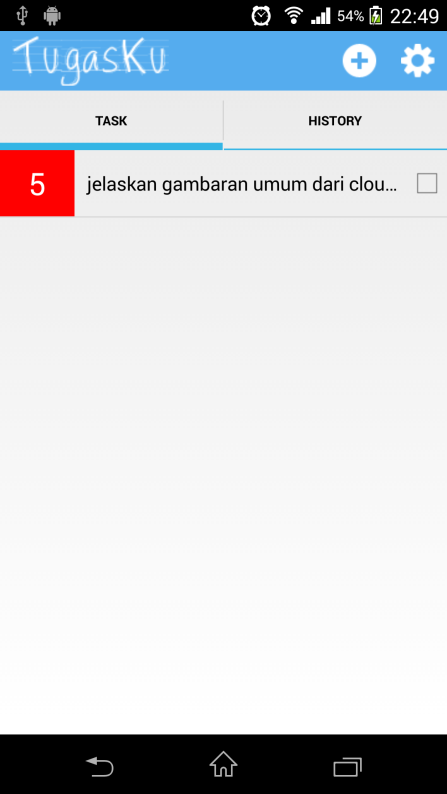 54% 22:49
TugasKu
TASK HISTORY
5 jelaskan gambaran umum dari clou...